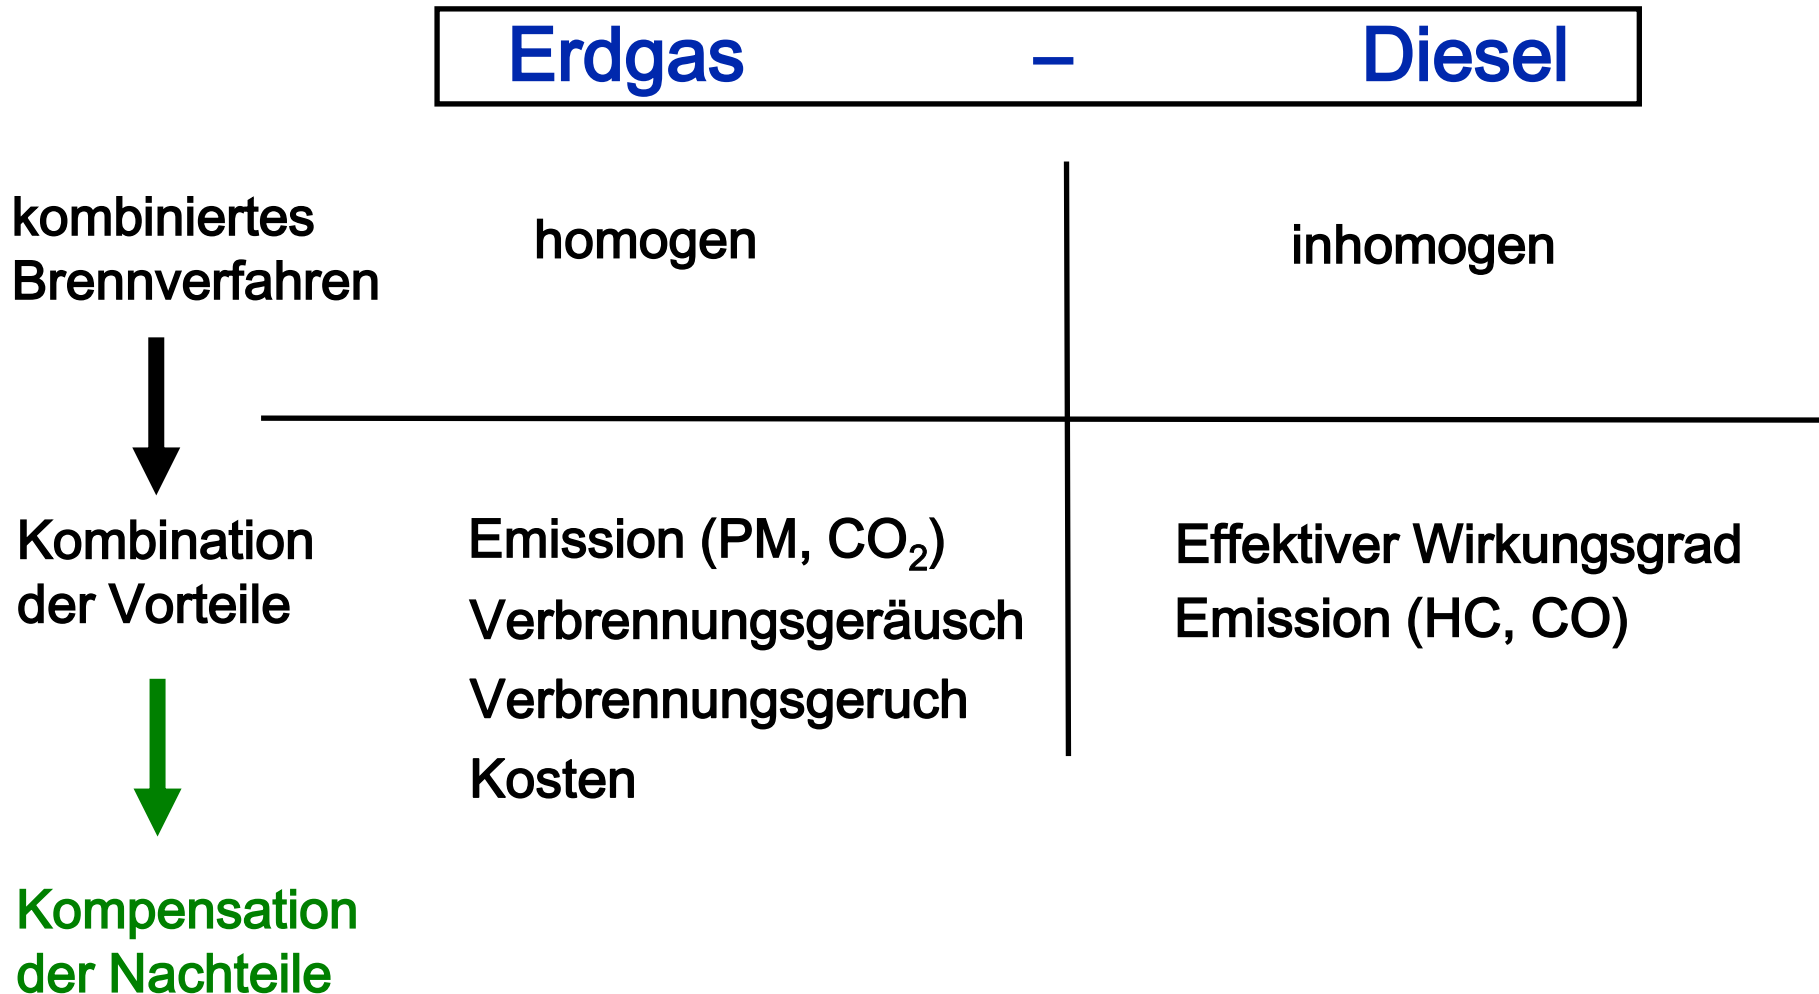 Erdgas – Diesel
kombiniertes
Brennverfahren
homogen
inhomogen
Kombination
der Vorteile
Emission (PM, CO₂)
Verbrennungsgeräusch
Verbrennungsgeruch
Kosten
Effektiver Wirkungsgrad
Emission (HC, CO)
Kompensation
der Nachteile